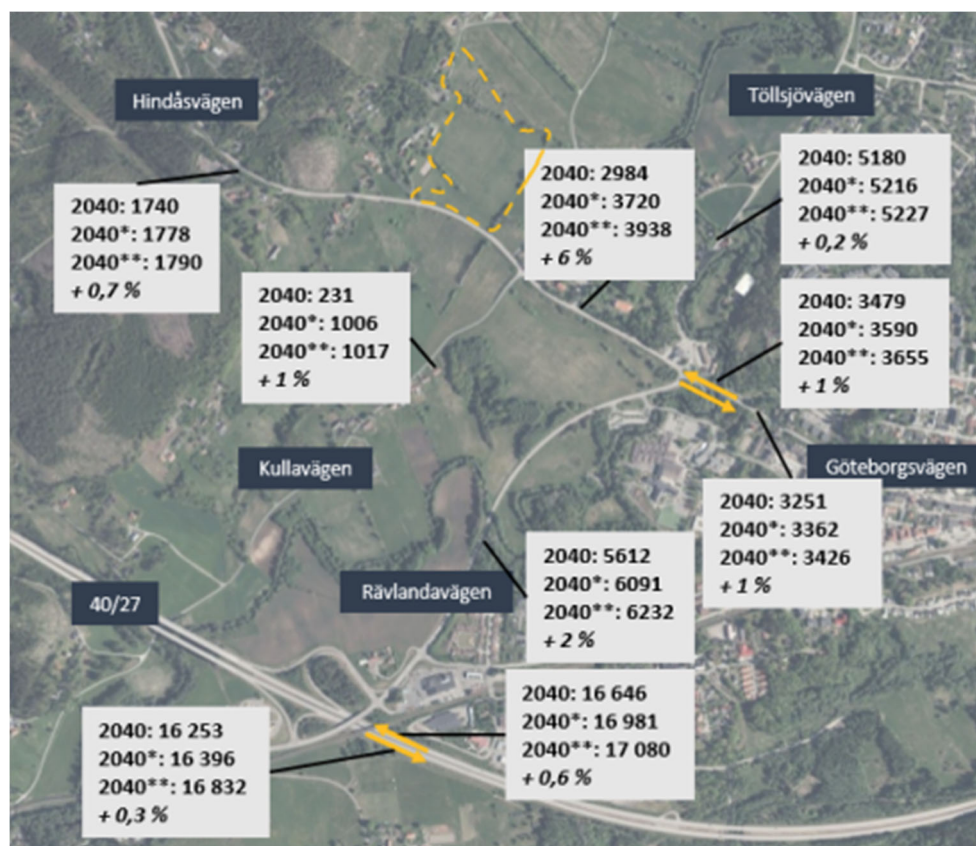 Hindåsvägen
Töllsjövägen
2040: 1740
2040*: 1778
2040**: 1790
+ 0,7 %
2040: 2984
2040*: 3720
2040**: 3938
+ 6 %
2040: 5180
2040*: 5216
2040**: 5227
+ 0,2 %
2040: 231
2040*: 1006
2040**: 1017
+ 1 %
2040: 3479
2040*: 3590
2040**: 3655
+ 1 %
Kullavägen
Göteborgsvägen
2040: 3251
2040*: 3362
2040**: 3426
+ 1 %
40/27
Rävlandavägen
2040: 5612
2040*: 6091
2040**: 6232
+ 2 %
2040: 16 253
2040*: 16 396
2040**: 16 832
+ 0,3 %
2040: 16 646
2040*: 16 981
2040**: 17 080
+ 0,6 %